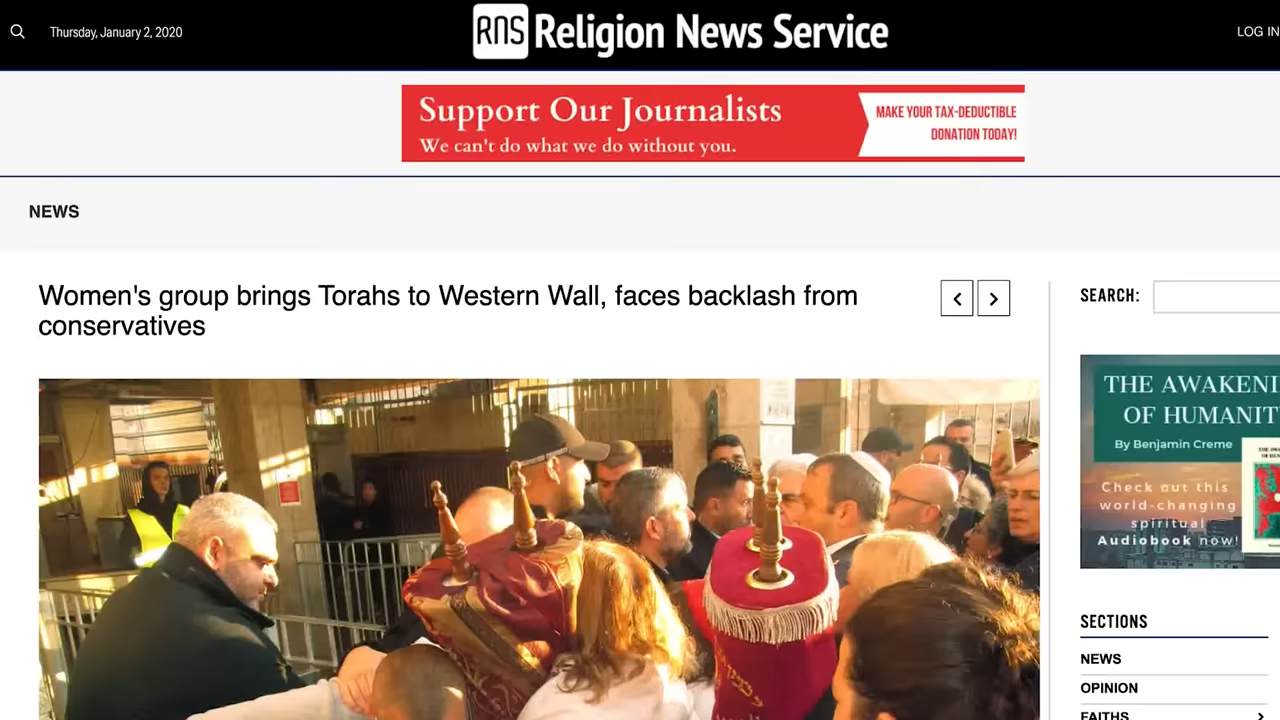 Thursday, January 2, 2020
RNS Religion News Service
LOG IN
Support Our Journalists
We can't do what we do without you.
MAKE YOUR TAX-DEDUCTIBLE
DONATION TODAY!
NEWS
Women's group brings Torahs to Western Wall, faces backlash from
conservatives
SEARCH:
THE AWAKENI
OF HUMANIT
By Benjamin Creme
Check out this
world-changing
spiritual
Audiobook now!
SECTIONS
NEWS
OPINION
FAITHS